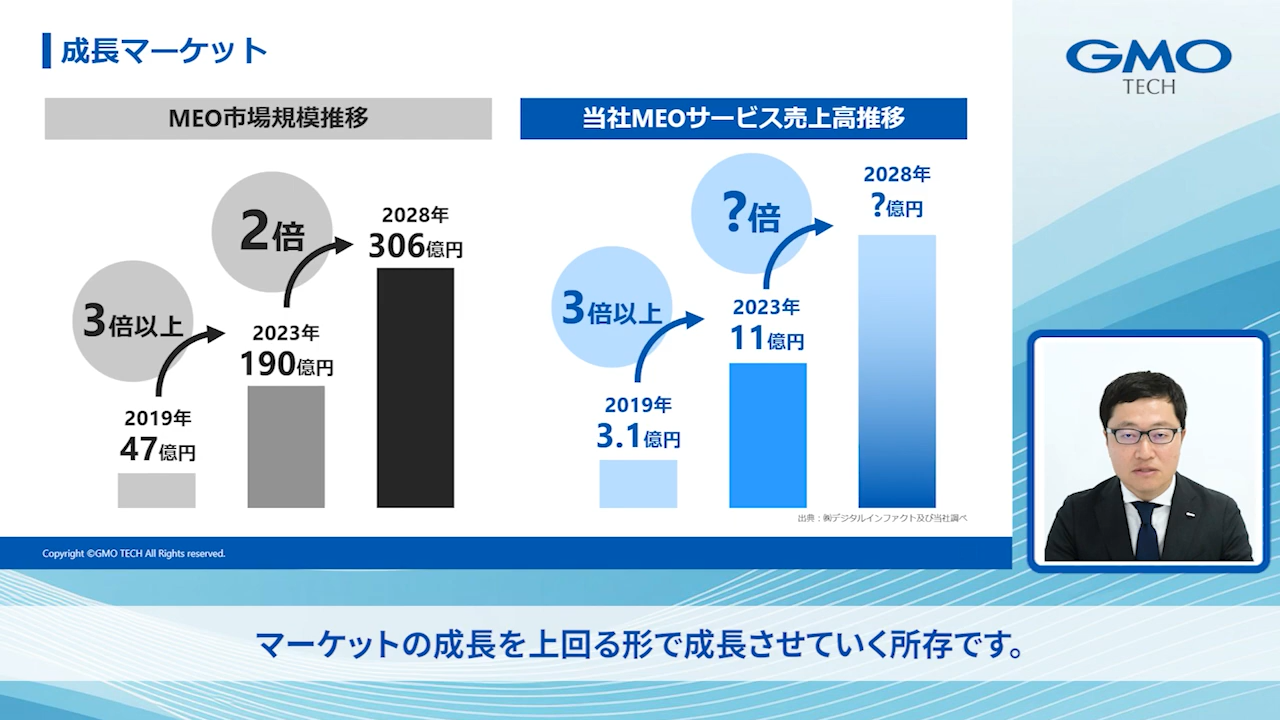 成長マーケット
GMO
TECH
MEO市場規模推移
3倍以上
2倍
2019年
47億円
2023年
190億円
2028年
306億円
当社MEOサービス売上高推移
3倍以上
?倍
2019年
3.1億円
2023年
11億円
2028年
?億円
出典：㈱デジタルインファクト及び当社調べ
Copyright ©GMO TECH All Rights reserved.
マーケットの成長を上回る形で成長させていく所存です。